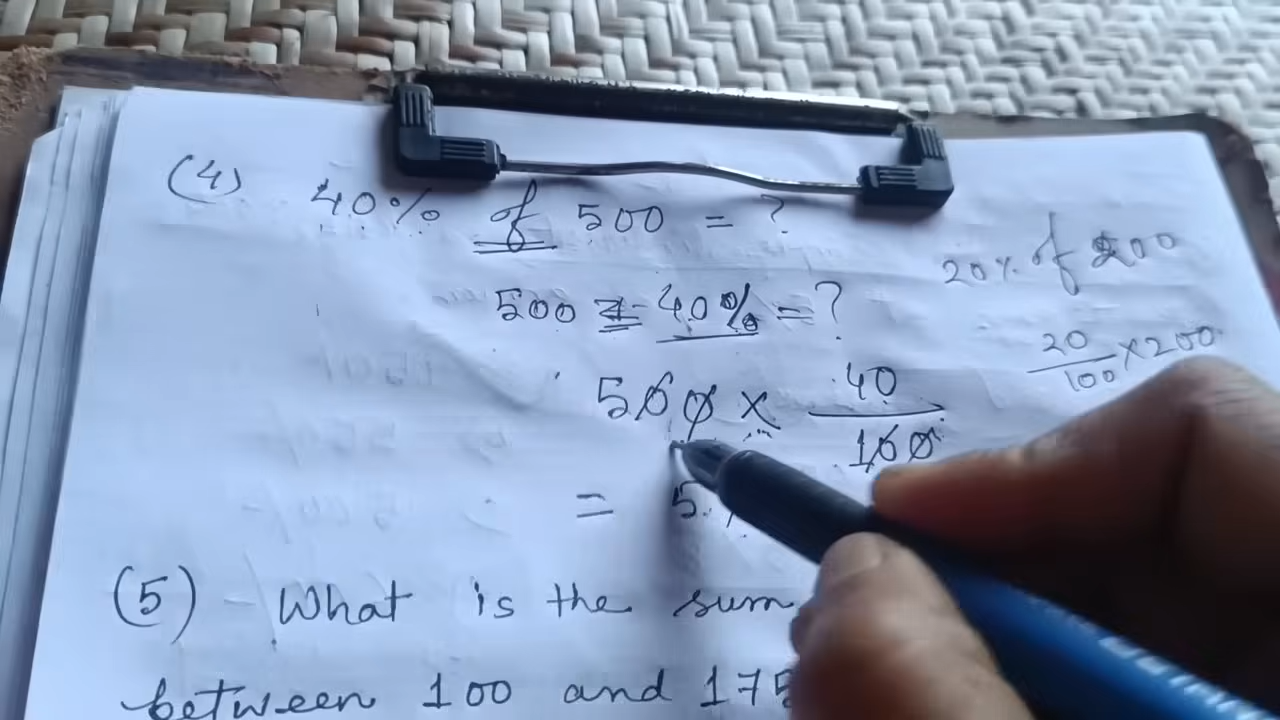 (4) 40% of 500 = ?
500 40% = ?
500 × 40/100
= 5
20% of 200
20/100 × 200
(5) What is the sum
between 100 and 175